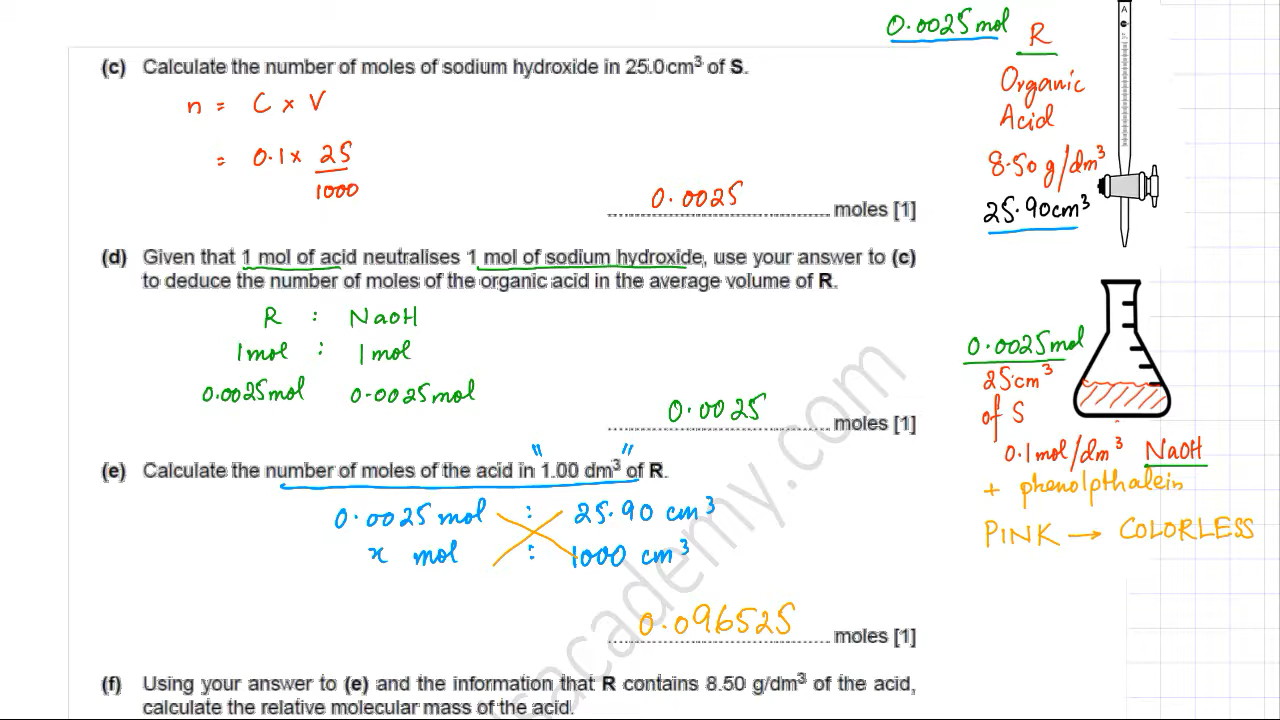 0.0025 mol
R
Organic
Acid
8.50 g/dm³
25.90cm³
A
(c) Calculate the number of moles of sodium hydroxide in 25.0cm³ of S.
n = C × V
= 0.1 × 25
1000
0.0025
moles [1]
(d) Given that 1 mol of acid neutralises 1 mol of sodium hydroxide, use your answer to (c)
to deduce the number of moles of the organic acid in the average volume of R.
R : NaOH
1mol : 1mol
0.0025mol 0.0025mol
0.0025
moles [1]
0.0025mol
25cm³
of S
0.1mol/dm³ NaOH
+ phenolpthalein
PINK → COLORLESS
(e) Calculate the number of moles of the acid in "1.00 dm³" of R.
0.0025 mol : 25.90 cm³
x mol : 1000 cm³
0.096525
moles [1]
(f) Using your answer to (e) and the information that R contains 8.50 g/dm³ of the acid,
calculate the relative molecular mass of the acid.
academy.com